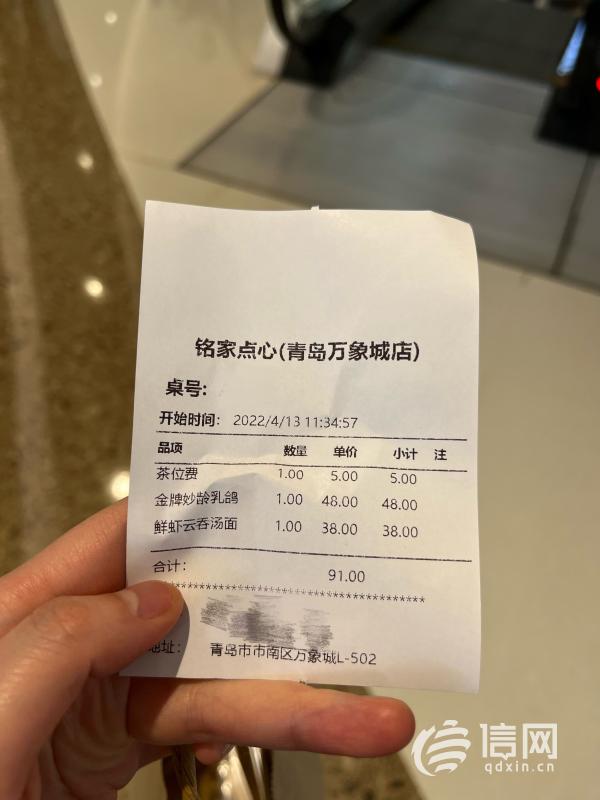 铭家点心(青岛万象城店)
桌号:
开始时间: 2022/4/13 11:34:57
品项 数量 单价 小计 注
茶位费 1.00 5.00 5.00
金牌妙龄乳鸽 1.00 48.00 48.00
鲜虾云吞汤面 1.00 38.00 38.00
合计: 91.00
****************************************
地址: 青岛市市南区万象城L-502
信网
qdxin.cn